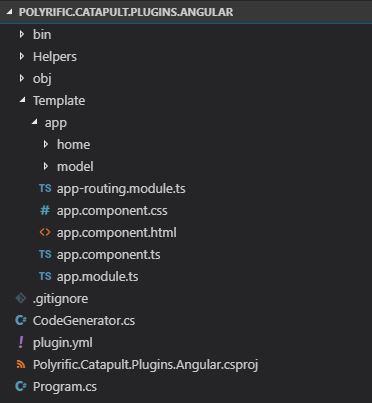 POLYRIFIC.CATAPULT.PLUGINS.ANGULAR
bin
Helpers
obj
Template
app
home
model
TS app-routing.module.ts
# app.component.css
<> app.component.html
TS app.component.ts
TS app.module.ts
.gitignore
C# CodeGenerator.cs
! plugin.yml
Polyrific.Catapult.Plugins.Angular.csproj
C# Program.cs